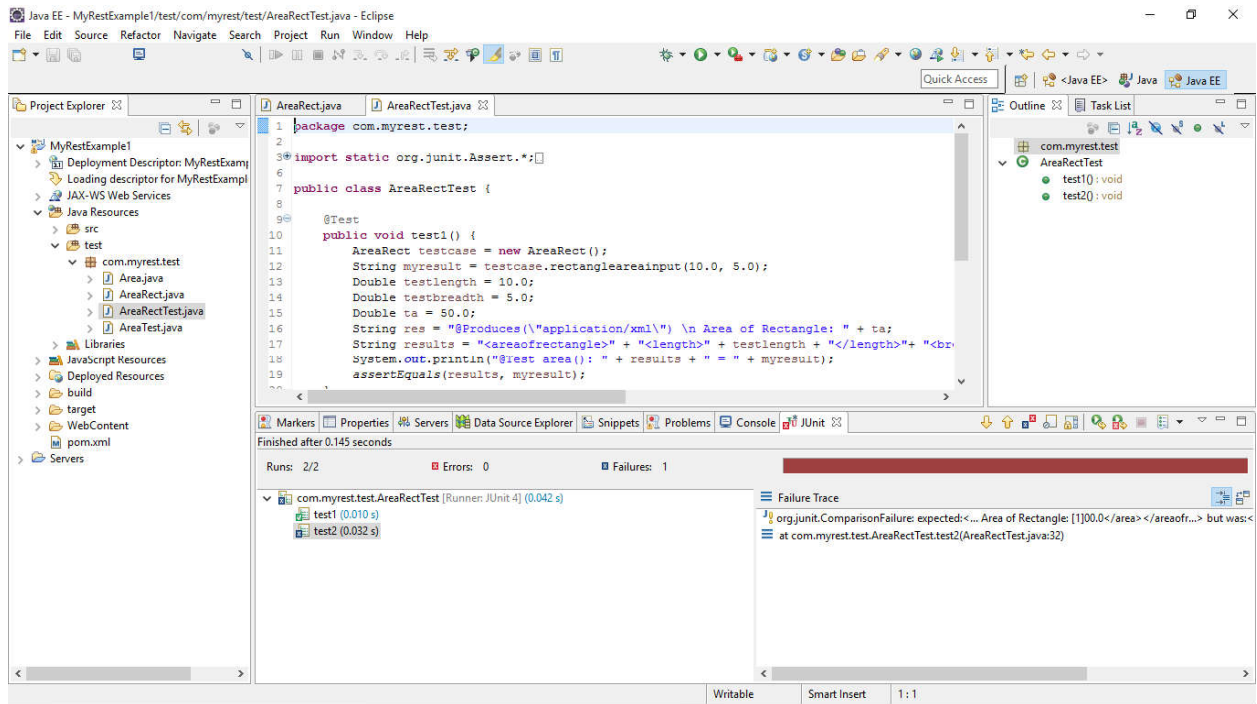 Java EE - MyRestExample1/test/com/myrest/test/AreaRectTest.java - Eclipse
File Edit Source Refactor Navigate Search Project Run Window Help
Quick Access
<Java EE> Java Java EE
Project Explorer
MyRestExample1
Deployment Descriptor: MyRestExamp
Loading descriptor for MyRestExampl
JAX-WS Web Services
Java Resources
src
test
com.myrest.test
Area.java
AreaRect.java
AreaRectTest.java
AreaTest.java
Libraries
JavaScript Resources
Deployed Resources
build
target
WebContent
pom.xml
Servers
AreaRect.java AreaRectTest.java
1 package com.myrest.test;
2
3 import static org.junit.Assert.*;
6
7 public class AreaRectTest {
8
9 @Test
10 public void test1() {
11 AreaRect testcase = new AreaRect();
12 String myresult = testcase.rectangleareainput(10.0, 5.0);
13 Double testlength = 10.0;
14 Double testbreadth = 5.0;
15 Double ta = 50.0;
16 String res = "@Produces(\"application/xml\") \n Area of Rectangle: " + ta;
17 String results = "<areaofrectangle>" + "<length>" + testlength + "</length>"+ "<br
18 System.out.println("@Test area(): " + results + " = " + myresult);
19 assertEquals(results, myresult);
Outline Task List
com.myrest.test
AreaRectTest
test1() : void
test2() : void
Markers Properties Servers Data Source Explorer Snippets Problems Console JUnit
Finished after 0.145 seconds
Runs: 2/2 Errors: 0 Failures: 1
com.myrest.test.AreaRectTest [Runner: JUnit 4] (0.042 s)
test1 (0.010 s)
test2 (0.032 s)
Failure Trace
org.junit.ComparisonFailure: expected:<... Area of Rectangle: [1]00.0</area></areaofr...> but was:<
at com.myrest.test.AreaRectTest.test2(AreaRectTest.java:32)
Writable Smart Insert 1 : 1